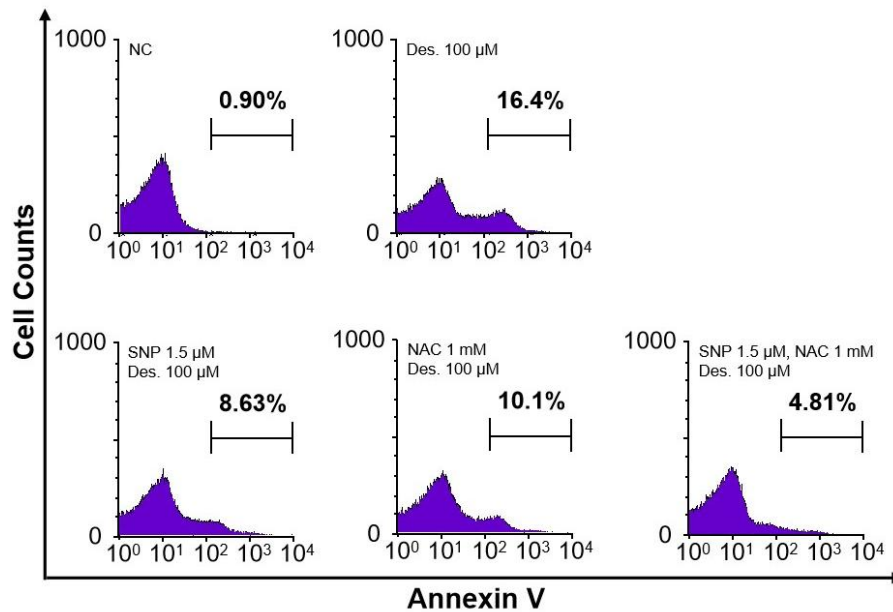 1000
NC
0.90%
0
10⁰ 10¹ 10² 10³ 10⁴
1000
Des. 100 µM
16.4%
0
10⁰ 10¹ 10² 10³ 10⁴
1000
SNP 1.5 µM
Des. 100 µM
8.63%
0
10⁰ 10¹ 10² 10³ 10⁴
1000
NAC 1 mM
Des. 100 µM
10.1%
0
10⁰ 10¹ 10² 10³ 10⁴
1000
SNP 1.5 µM, NAC 1 mM
Des. 100 µM
4.81%
0
10⁰ 10¹ 10² 10³ 10⁴
Cell Counts
Annexin V